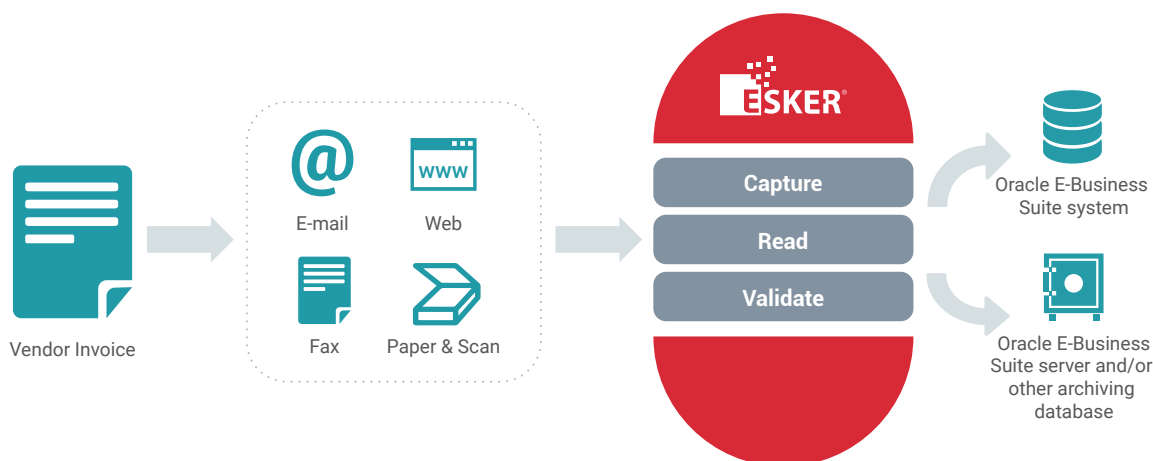 Vendor Invoice
@
E-mail
www
Web
Fax
Paper & Scan
ESKER®
Capture
Read
Validate
Oracle E-Business
Suite system
Oracle E-Business
Suite server and/or
other archiving
database